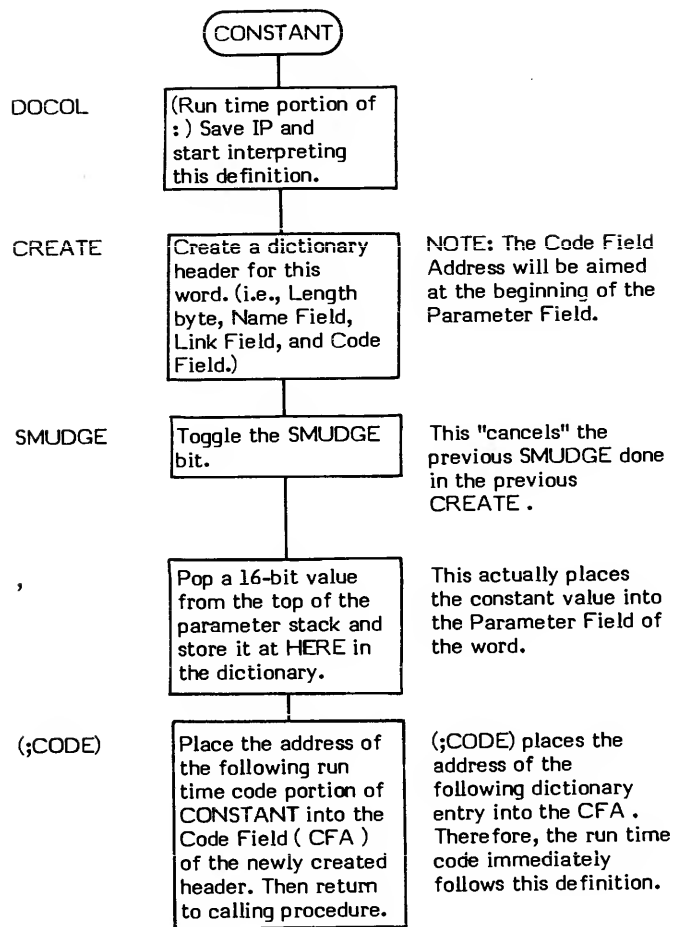 CONSTANT
DOCOL
(Run time portion of
: ) Save IP and
start interpreting
this definition.
CREATE
Create a dictionary
header for this
word. (i.e., Length
byte, Name Field,
Link Field, and Code
Field.)
NOTE: The Code Field
Address will be aimed
at the beginning of the
Parameter Field.
SMUDGE
Toggle the SMUDGE
bit.
This "cancels" the
previous SMUDGE done
in the previous
CREATE .
,
Pop a 16-bit value
from the top of the
parameter stack and
store it at HERE in
the dictionary.
This actually places
the constant value into
the Parameter Field of
the word.
(;CODE)
Place the address of
the following run
time code portion of
CONSTANT into the
Code Field ( CFA )
of the newly created
header. Then return
to calling procedure.
(;CODE) places the
address of the
following dictionary
entry into the CFA .
Therefore, the run time
code immediately
follows this definition.